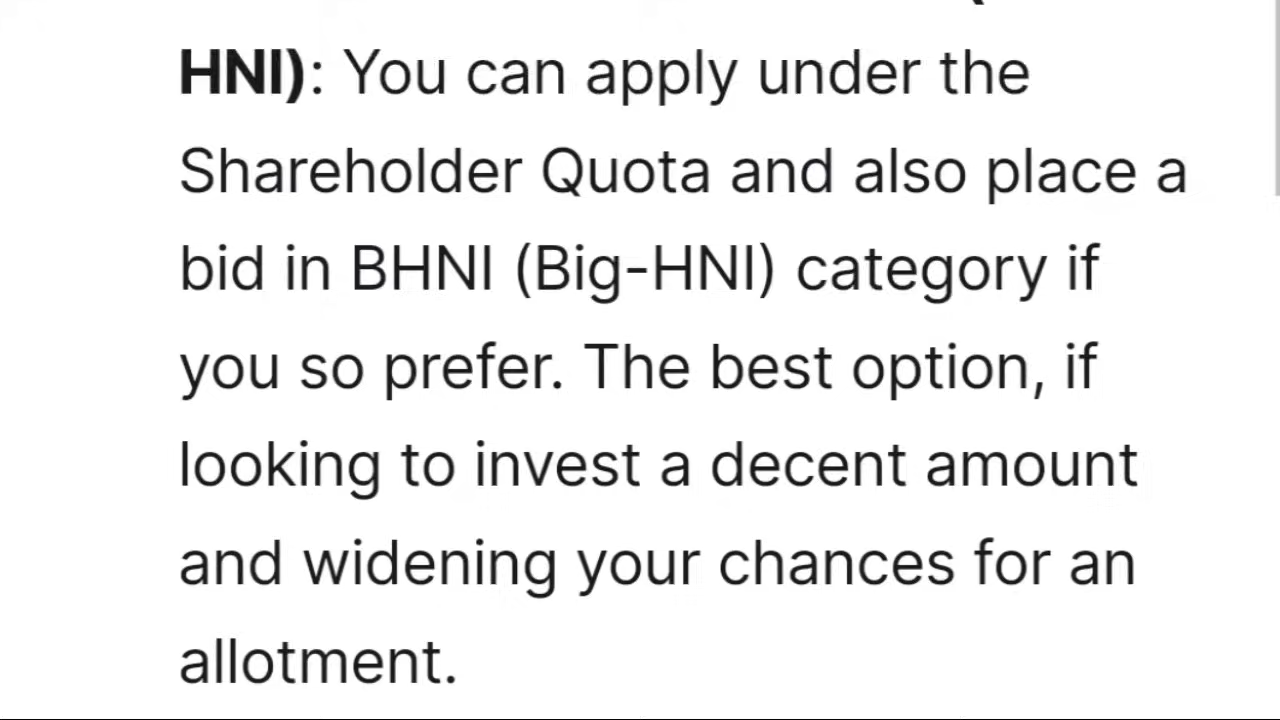 HNI): You can apply under the
Shareholder Quota and also place a
bid in BHNI (Big-HNI) category if
you so prefer. The best option, if
looking to invest a decent amount
and widening your chances for an
allotment.